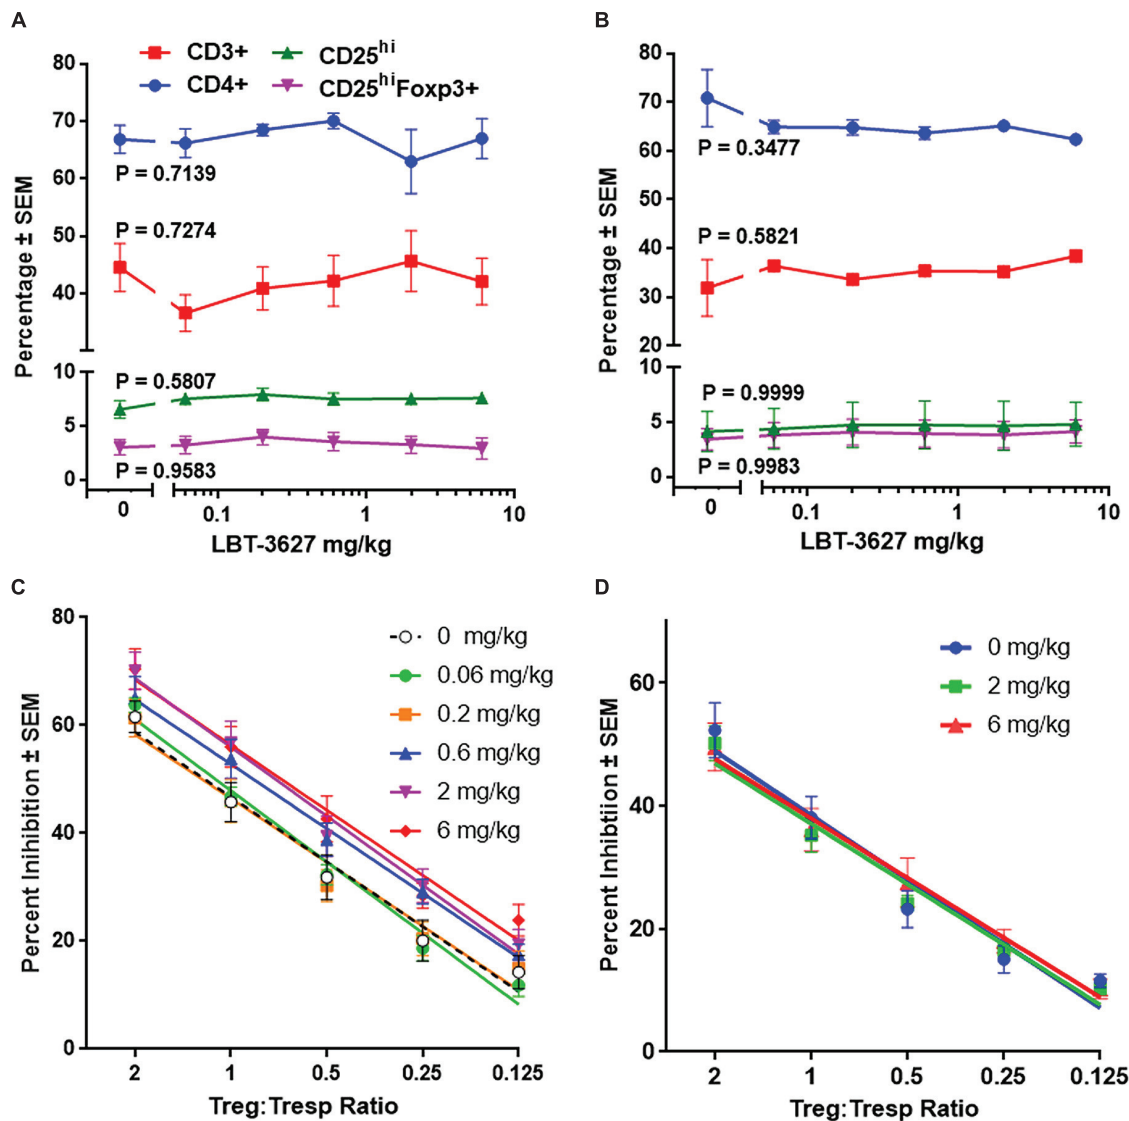 A
CD3+
CD4+
CD25hi
CD25hiFoxp3+
80
70
60
50
40
10
5
0
Percentage ± SEM
P = 0.7139
P = 0.7274
P = 0.5807
P = 0.9583
0
0.1
1
10
LBT-3627 mg/kg
B
80
70
60
50
40
30
20
10
5
0
Percentage ± SEM
P = 0.3477
P = 0.5821
P = 0.9999
P = 0.9983
0
0.1
1
10
LBT-3627 mg/kg
C
80
60
40
20
0
Percent Inihibition ± SEM
0 mg/kg
0.06 mg/kg
0.2 mg/kg
0.6 mg/kg
2 mg/kg
6 mg/kg
2
1
0.5
0.25
0.125
Treg:Tresp Ratio
D
60
40
20
0
Percent Inhibtiion ± SEM
0 mg/kg
2 mg/kg
6 mg/kg
2
1
0.5
0.25
0.125
Treg:Tresp Ratio